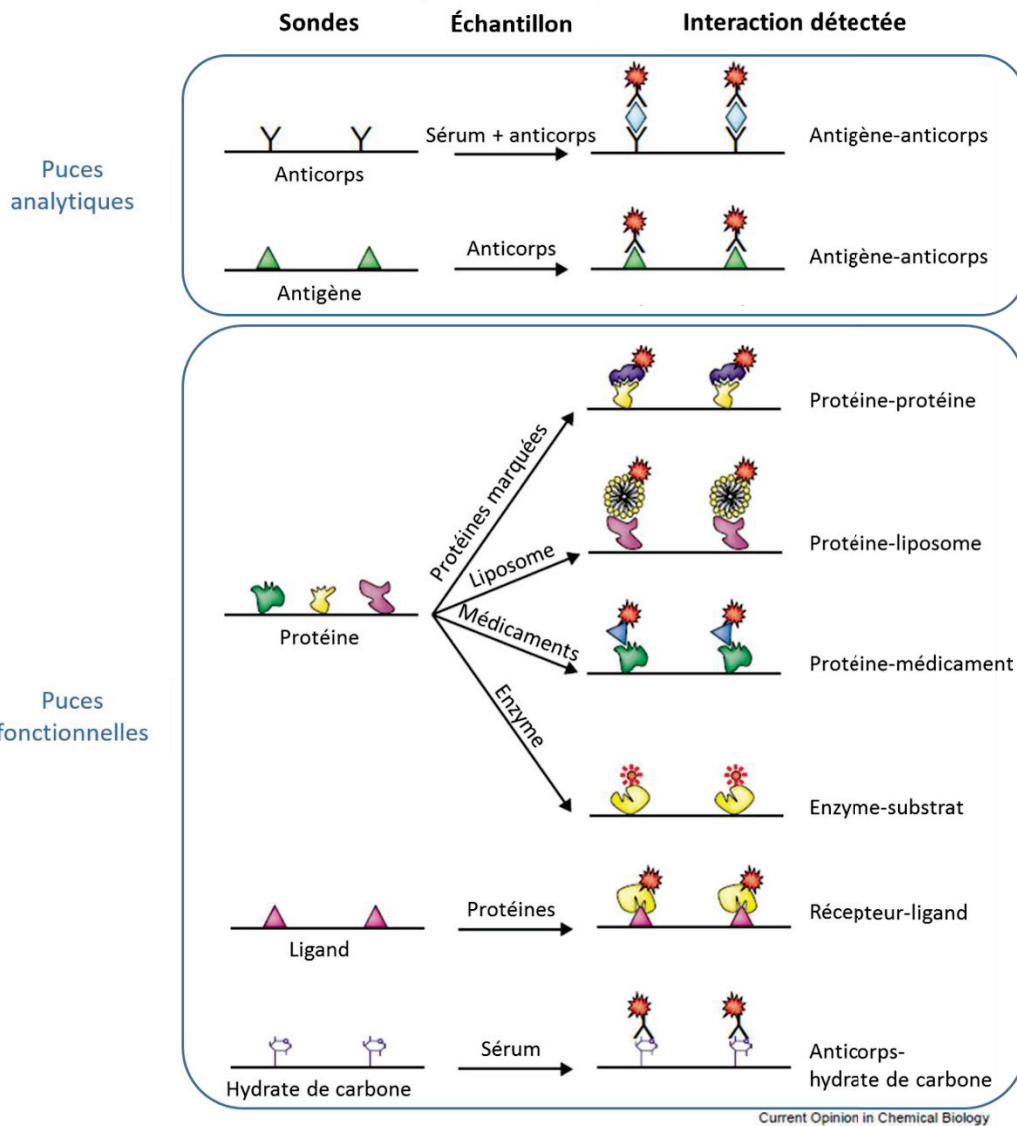 Sondes Échantillon Interaction détectée
Puces
analytiques
Anticorps
Sérum + anticorps
Antigène-anticorps
Antigène
Anticorps
Antigène-anticorps
Puces
fonctionnelles
Protéine
Protéines marquées
Protéine-protéine
Liposome
Protéine-liposome
Médicaments
Protéine-médicament
Enzyme
Enzyme-substrat
Ligand
Protéines
Récepteur-ligand
Hydrate de carbone
Sérum
Anticorps-
hydrate de carbone
Current Opinion in Chemical Biology